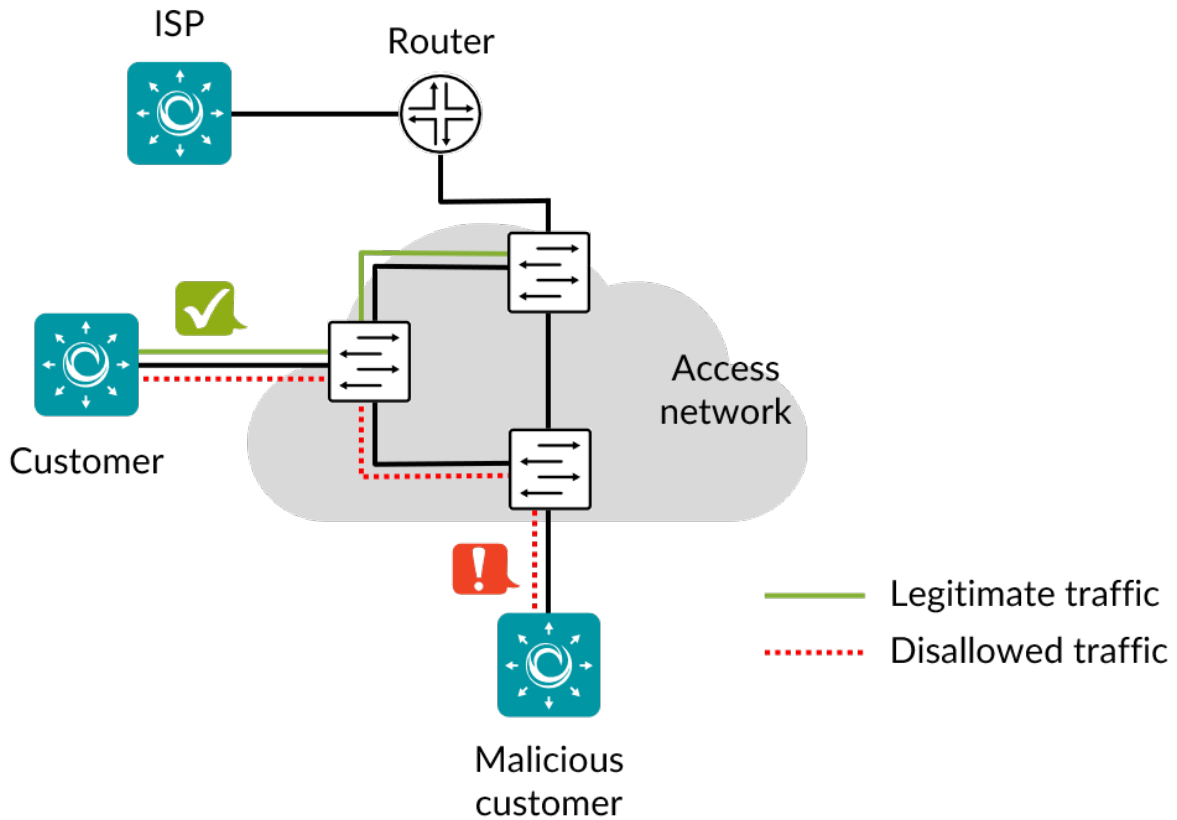 ISP
Router
Access
network
Customer
Legitimate traffic
Disallowed traffic
Malicious
customer